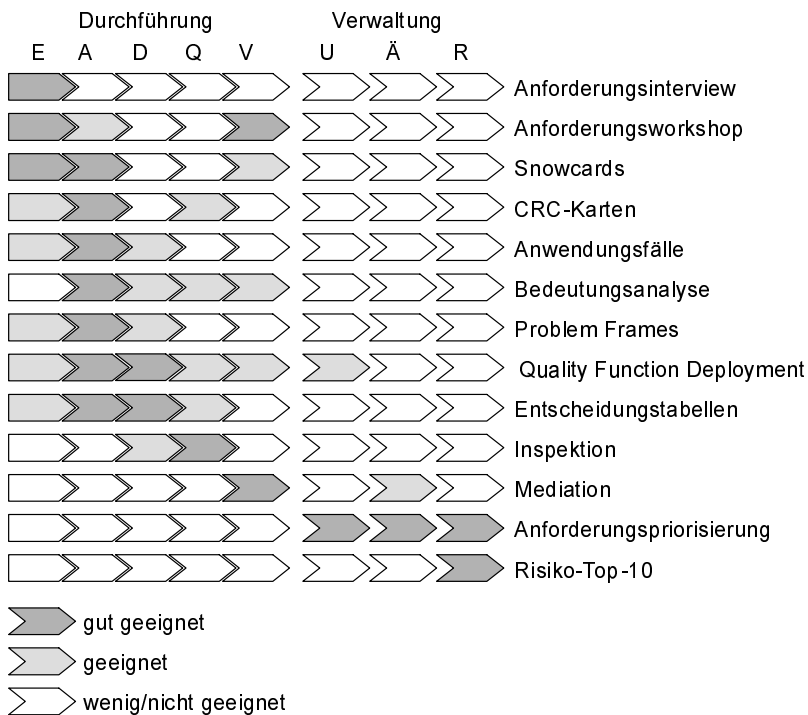 Durchführung Verwaltung
E A D Q V U Ä R
Anforderungsinterview
Anforderungsworkshop
Snowcards
CRC-Karten
Anwendungsfälle
Bedeutungsanalyse
Problem Frames
Quality Function Deployment
Entscheidungstabellen
Inspektion
Mediation
Anforderungspriorisierung
Risiko-Top-10
gut geeignet
geeignet
wenig/nicht geeignet